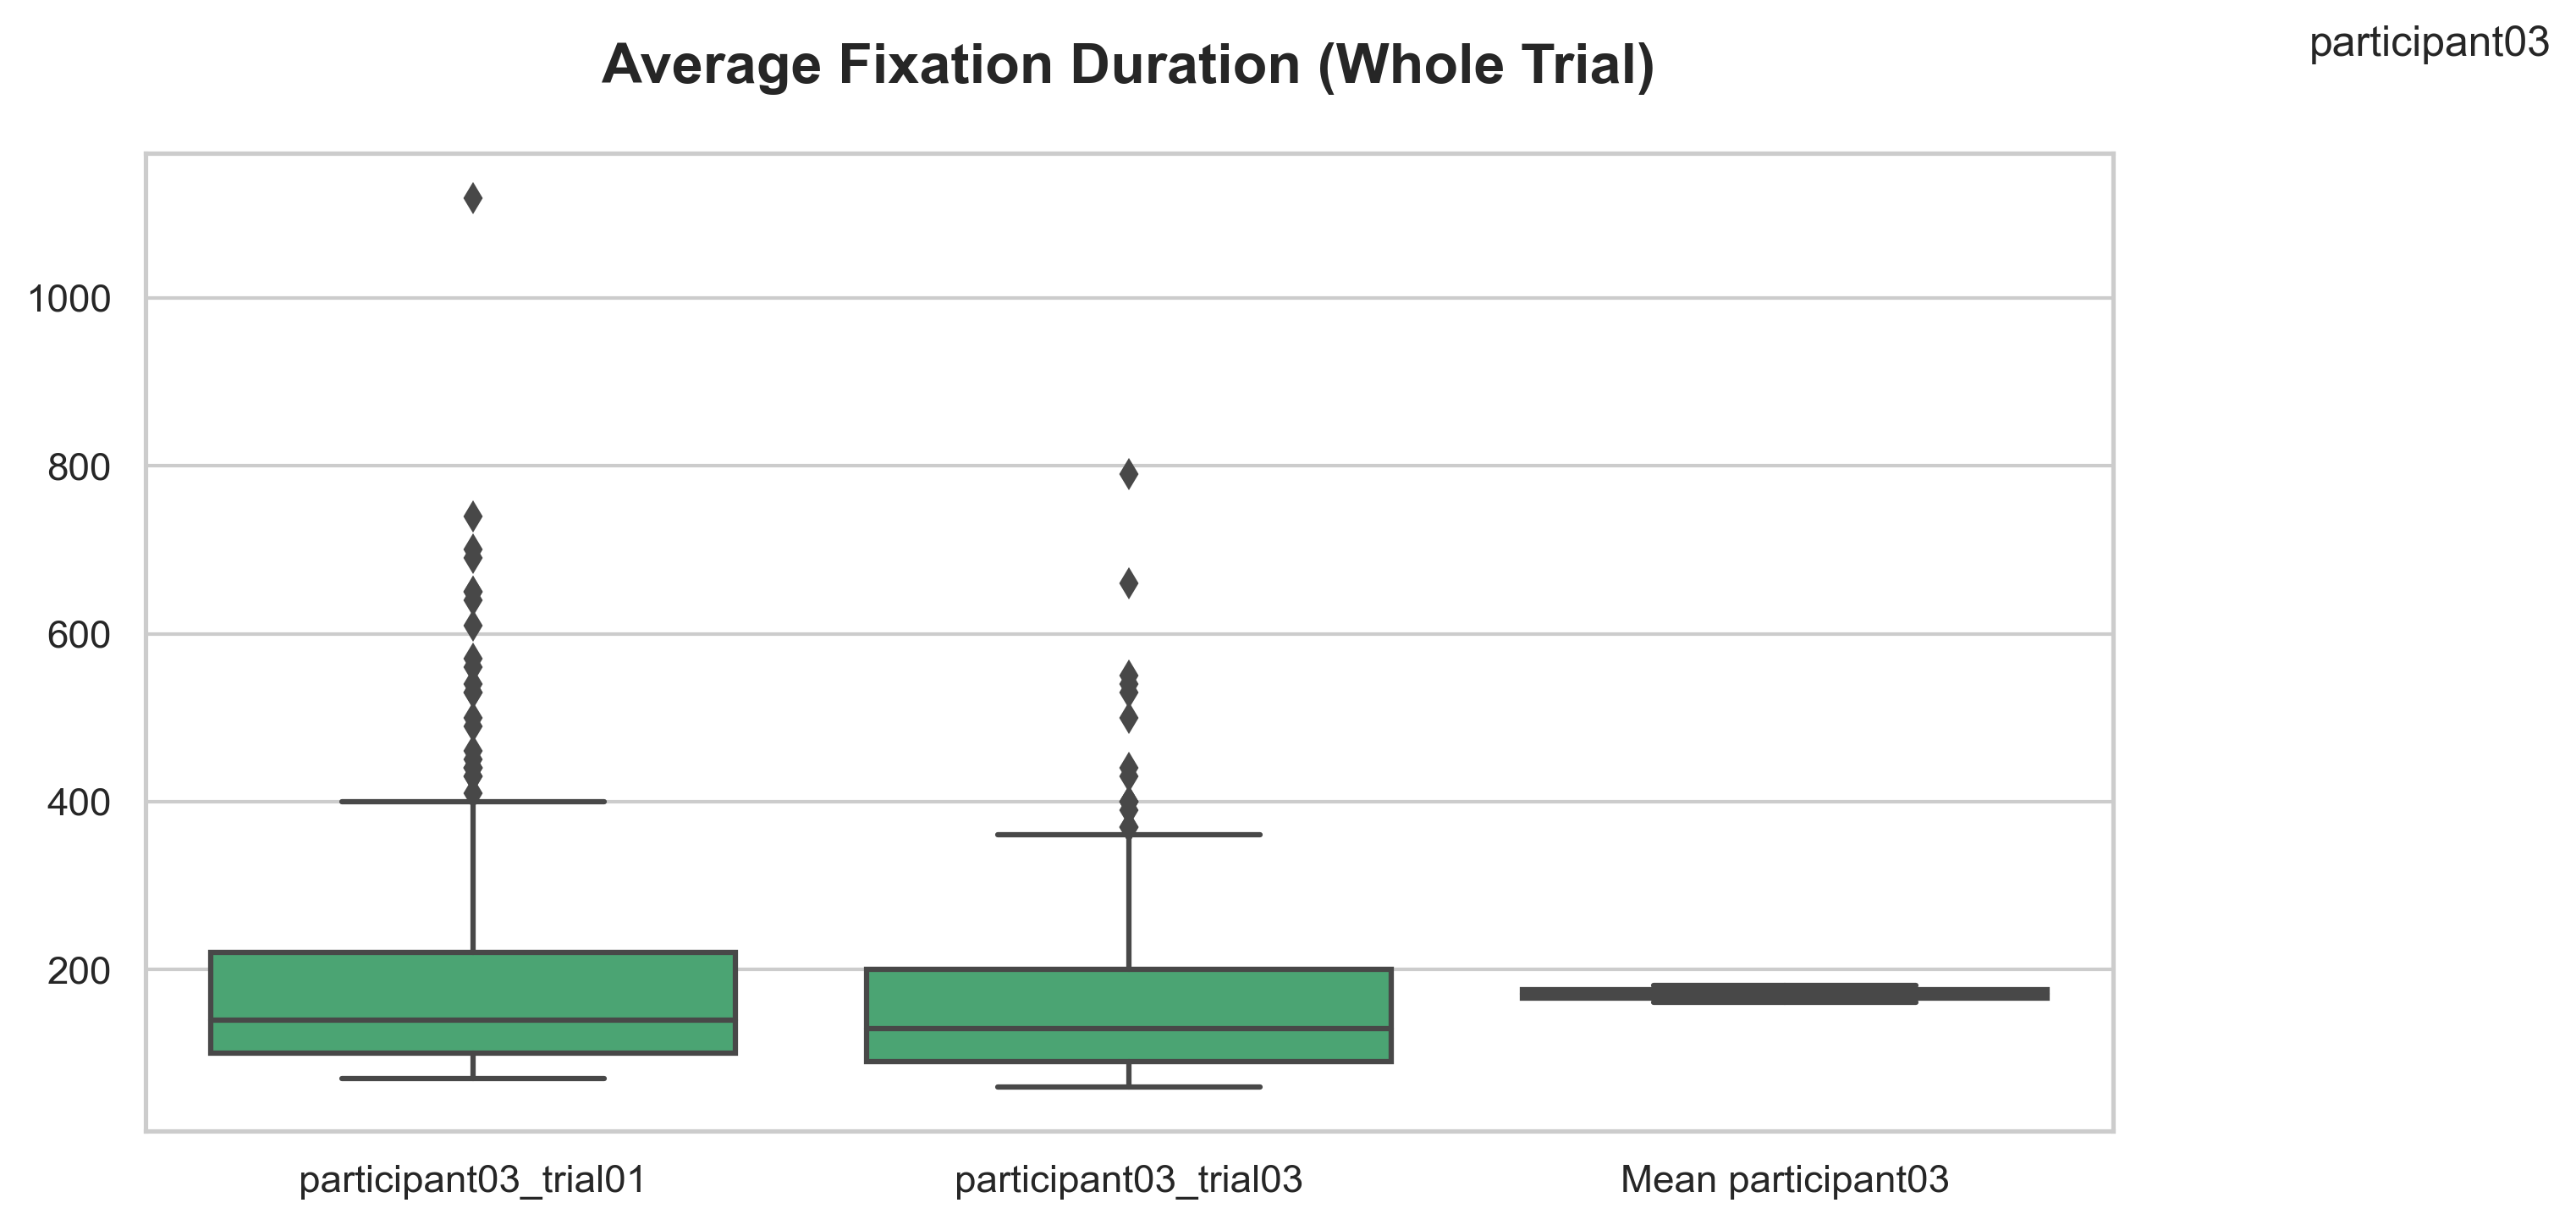 participant03
Average Fixation Duration (Whole Trial)
1000
800
600
400
200
participant03_trial01
participant03_trial03
Mean participant03